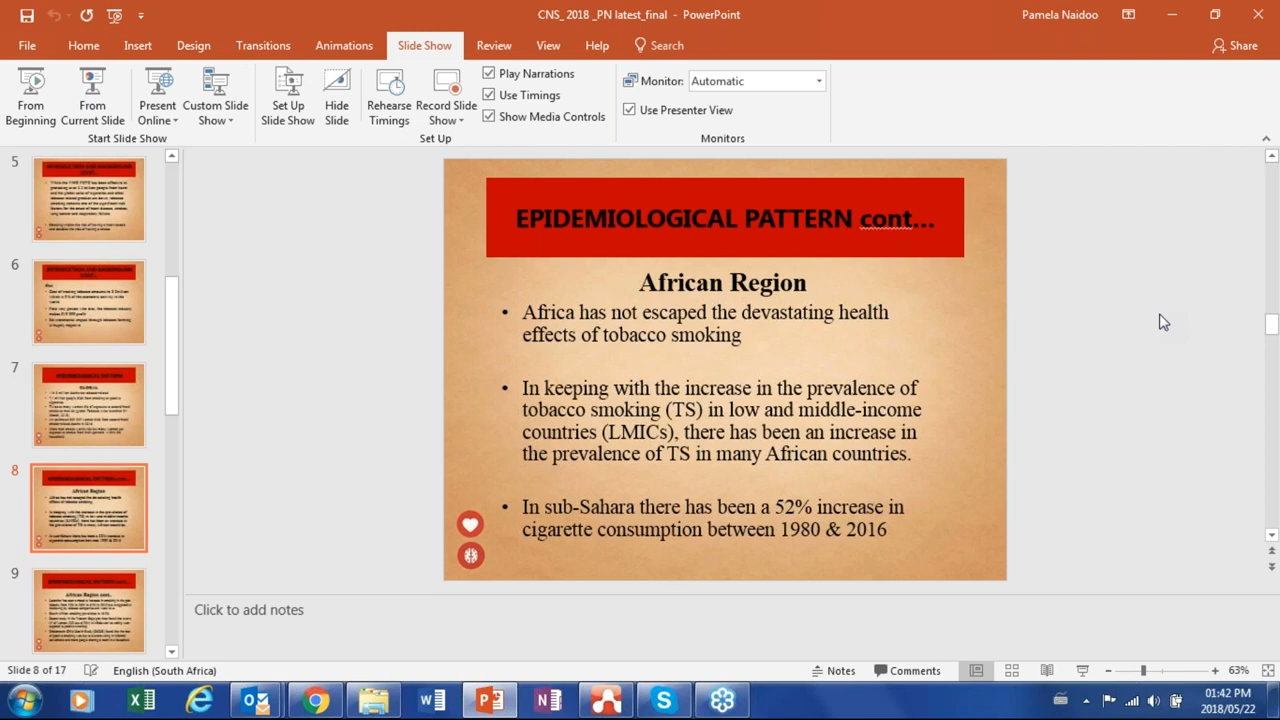 CNS_ 2018 _PN latest_final - PowerPoint
Pamela Naidoo
File Home Insert Design Transitions Animations Slide Show Review View Help Search Share
From Beginning
From Current Slide
Present Online
Custom Slide Show
Set Up Slide Show
Hide Slide
Rehearse Timings
Record Slide Show
Play Narrations
Use Timings
Show Media Controls
Monitor: Automatic
Use Presenter View
Start Slide Show
Set Up
Monitors
5
6
7
8
9
EPIDEMIOLOGICAL PATTERN cont...
African Region
• Africa has not escaped the devastating health
effects of tobacco smoking
• In keeping with the increase in the prevalence of
tobacco smoking (TS) in low and middle-income
countries (LMICs), there has been an increase in
the prevalence of TS in many African countries.
• In sub-Sahara there has been a 52% increase in
cigarette consumption between 1980 & 2016
Click to add notes
Slide 8 of 17
English (South Africa)
Notes
Comments
63%
01:42 PM
2018/05/22